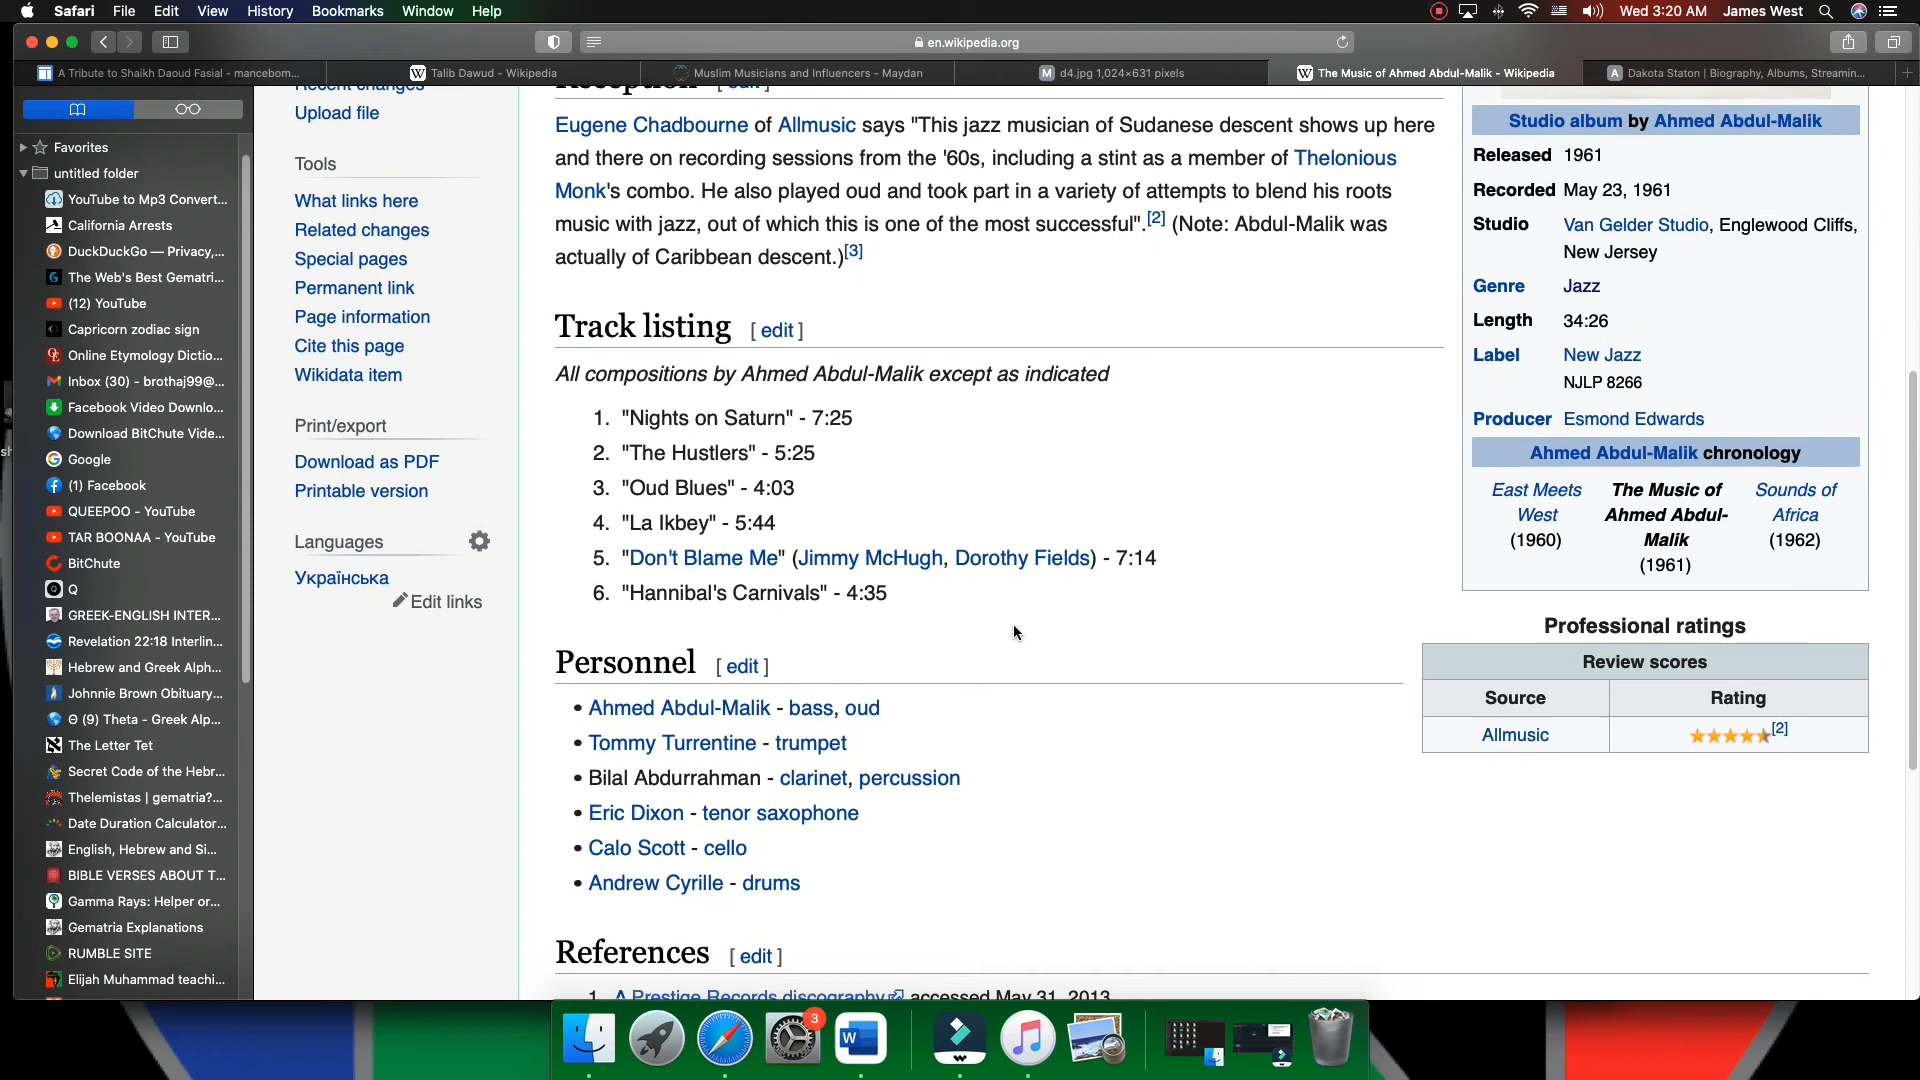 Safari File Edit View History Bookmarks Window Help
Wed 3:20 AM James West
en.wikipedia.org
A Tribute to Shaikh Daoud Fasial - mancebom...
W Talib Dawud - Wikipedia
Muslim Musicians and Influencers - Maydan
M d4.jpg 1,024×631 pixels
W The Music of Ahmed Abdul-Malik - Wikipedia
A Dakota Staton | Biography, Albums, Streamin...
Favorites
untitled folder
YouTube to Mp3 Convert...
California Arrests
DuckDuckGo — Privacy,...
The Web's Best Gematri...
(12) YouTube
Capricorn zodiac sign
Online Etymology Dictio...
Inbox (30) - brothaj99@...
Facebook Video Downlo...
Download BitChute Vide...
Google
(1) Facebook
QUEEPOO - YouTube
TAR BOONAA - YouTube
BitChute
Q
GREEK-ENGLISH INTER...
Revelation 22:18 Interlin...
Hebrew and Greek Alph...
Johnnie Brown Obituary...
Θ (9) Theta - Greek Alp...
The Letter Tet
Secret Code of the Hebr...
Thelemistas | gematria?...
Date Duration Calculator...
English, Hebrew and Si...
BIBLE VERSES ABOUT T...
Gamma Rays: Helper or...
Gematria Explanations
RUMBLE SITE
Elijah Muhammad teachi...
Recent changes
Upload file
Tools
What links here
Related changes
Special pages
Permanent link
Page information
Cite this page
Wikidata item
Print/export
Download as PDF
Printable version
Languages
Українська
Edit links
Reception [ edit ]
Eugene Chadbourne of Allmusic says "This jazz musician of Sudanese descent shows up here
and there on recording sessions from the '60s, including a stint as a member of Thelonious
Monk's combo. He also played oud and took part in a variety of attempts to blend his roots
music with jazz, out of which this is one of the most successful".[2] (Note: Abdul-Malik was
actually of Caribbean descent.)[3]
Track listing [ edit ]
All compositions by Ahmed Abdul-Malik except as indicated
1. "Nights on Saturn" - 7:25
2. "The Hustlers" - 5:25
3. "Oud Blues" - 4:03
4. "La Ikbey" - 5:44
5. "Don't Blame Me" (Jimmy McHugh, Dorothy Fields) - 7:14
6. "Hannibal's Carnivals" - 4:35
Personnel [ edit ]
• Ahmed Abdul-Malik - bass, oud
• Tommy Turrentine - trumpet
• Bilal Abdurrahman - clarinet, percussion
• Eric Dixon - tenor saxophone
• Calo Scott - cello
• Andrew Cyrille - drums
References [ edit ]
1. ^ A Prestige Records discography accessed May 31, 2013
Studio album by Ahmed Abdul-Malik
Released 1961
Recorded May 23, 1961
Studio Van Gelder Studio, Englewood Cliffs,
New Jersey
Genre Jazz
Length 34:26
Label New Jazz
NJLP 8266
Producer Esmond Edwards
Ahmed Abdul-Malik chronology
East Meets West (1960)
The Music of Ahmed Abdul-Malik (1961)
Sounds of Africa (1962)
Professional ratings
Review scores
Source Rating
Allmusic [2]
3
W